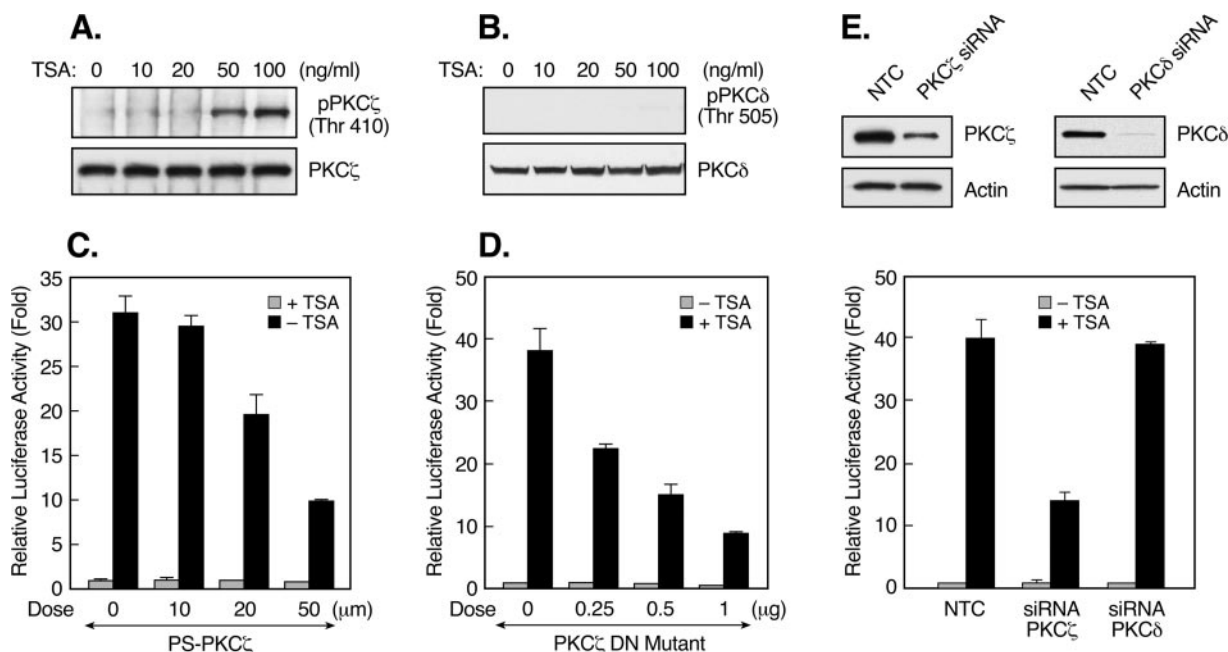 A.
TSA: 0 10 20 50 100 (ng/ml)
pPKCζ
(Thr 410)
PKCζ
B.
TSA: 0 10 20 50 100 (ng/ml)
pPKCδ
(Thr 505)
PKCδ
E.
NTC PKCζ siRNA
PKCζ
Actin
NTC PKCδ siRNA
PKCδ
Actin
C.
Relative Luciferase Activity (Fold)
35
30
25
20
15
10
5
0
+ TSA
– TSA
Dose 0 10 20 50 (μm)
PS-PKCζ
D.
Relative Luciferase Activity (Fold)
50
40
30
20
10
0
– TSA
+ TSA
Dose 0 0.25 0.5 1 (μg)
PKCζ DN Mutant
Relative Luciferase Activity (Fold)
50
40
30
20
10
0
– TSA
+ TSA
NTC siRNA siRNA
PKCζ PKCδ